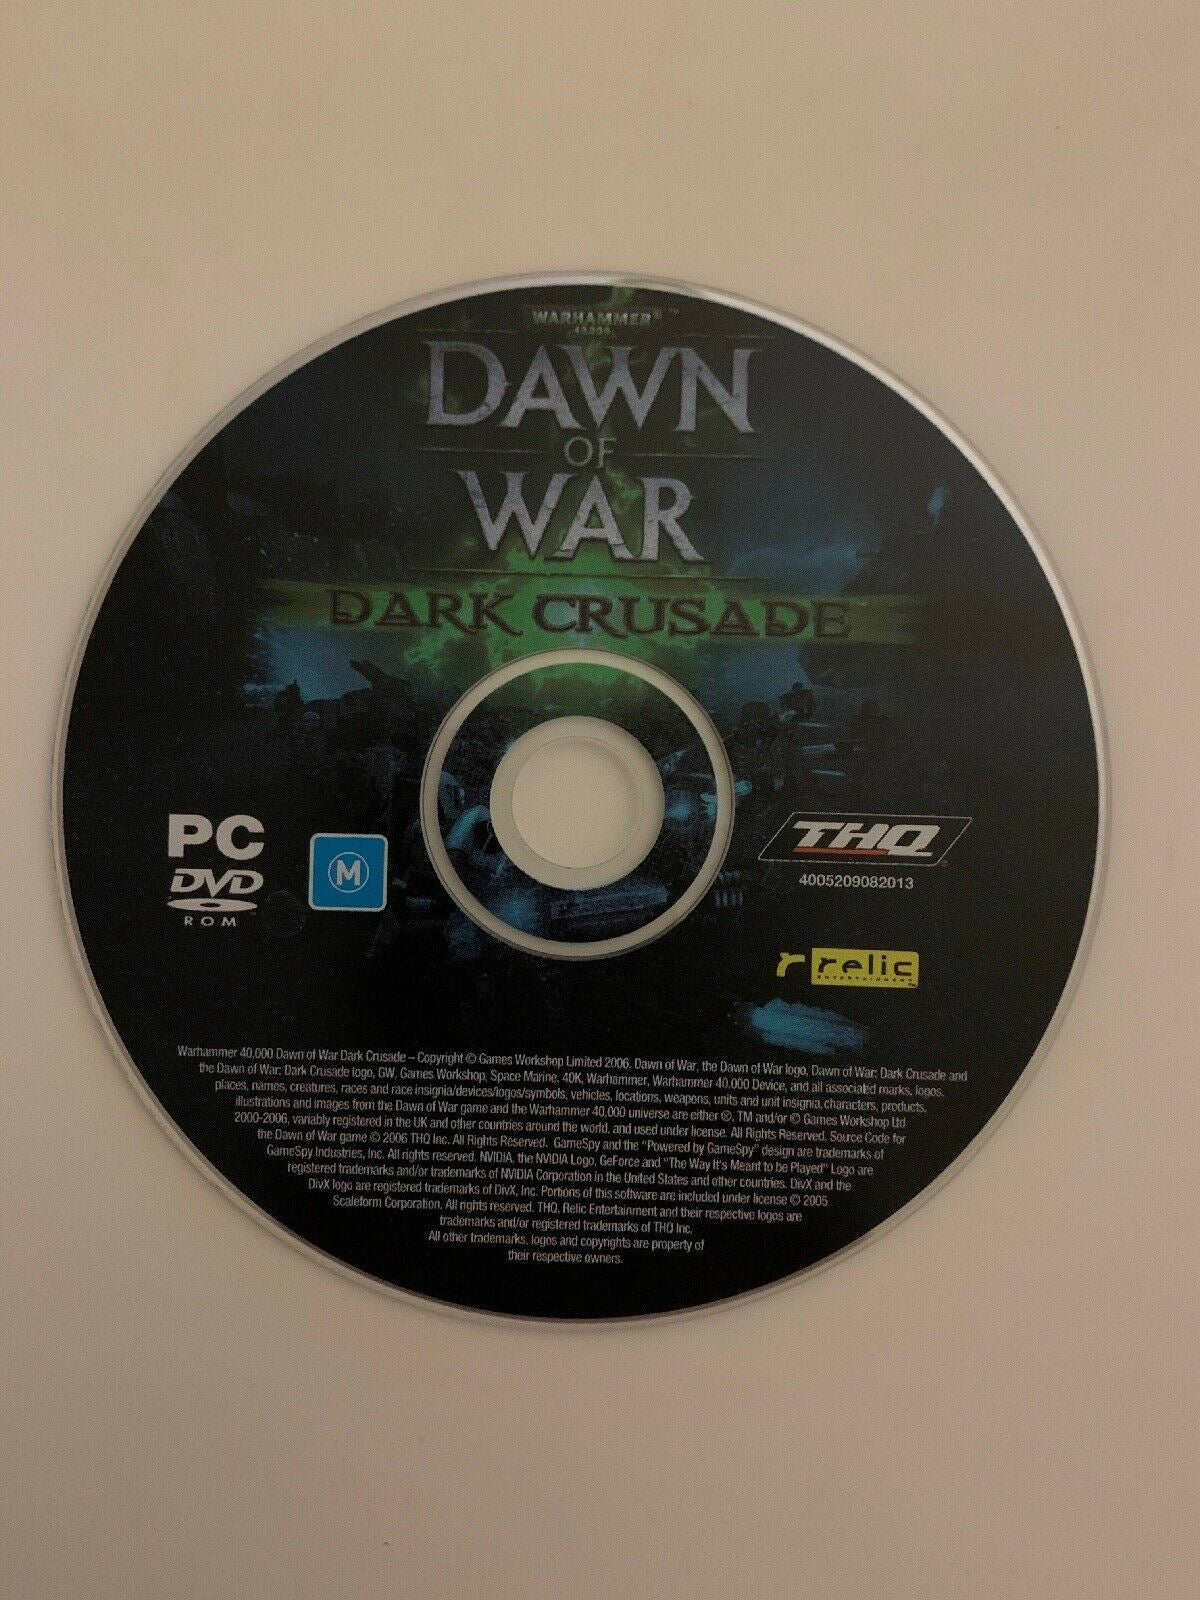 WARHAMMER® ™
40,000
DAWN
OF
WAR
DARK CRUSADE
PC
DVD
ROM
M
THQ
4005209082013
r relic
ENTERTAINMENT
Warhammer 40,000 Dawn of War Dark Crusade – Copyright © Games Workshop Limited 2006. Dawn of War, the Dawn of War logo, Dawn of War: Dark Crusade and
the Dawn of War: Dark Crusade logo, GW, Games Workshop, Space Marine, 40K, Warhammer, Warhammer 40,000 Device, and all associated marks, logos,
places, names, creatures, races and race insignia/devices/logos/symbols, vehicles, locations, weapons, units and unit insignia, characters, products,
illustrations and images from the Dawn of War game and the Warhammer 40,000 universe are either ®, TM and/or © Games Workshop Ltd
2000-2006, variably registered in the UK and other countries around the world, and used under license. All Rights Reserved. Source Code for
the Dawn of War game © 2006 THQ Inc. All Rights Reserved. GameSpy and the "Powered by GameSpy" design are trademarks of
GameSpy Industries, Inc. All rights reserved. NVIDIA, the NVIDIA Logo, GeForce and "The Way It's Meant to be Played" Logo are
registered trademarks and/or trademarks of NVIDIA Corporation in the United States and other countries. DivX and the
DivX logo are registered trademarks of DivX, Inc. Portions of this software are included under license © 2005
Scaleform Corporation. All rights reserved. THQ, Relic Entertainment and their respective logos are
trademarks and/or registered trademarks of THQ Inc.
All other trademarks, logos and copyrights are property of
their respective owners.